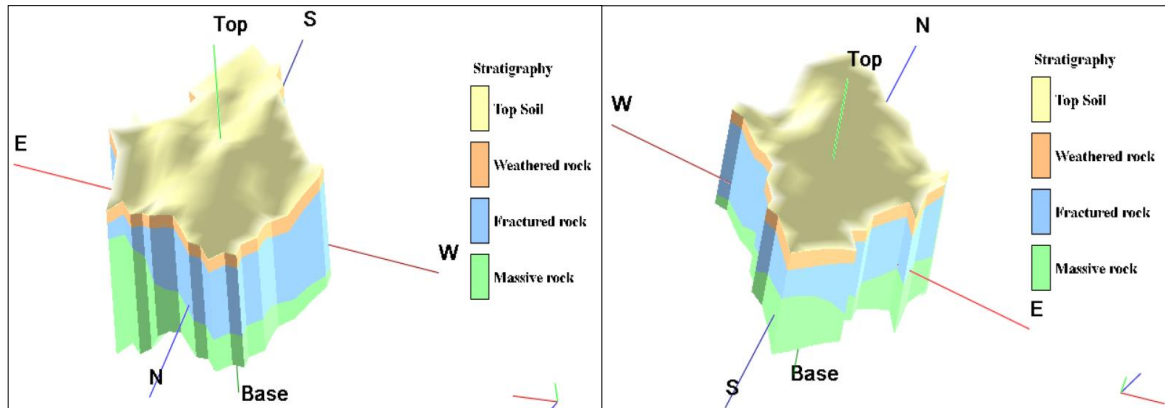 Top
S
E
Stratigraphy
Top Soil
Weathered rock
Fractured rock
W
Massive rock
N
Base
N
Top
W
Stratigraphy
Top Soil
Weathered rock
Fractured rock
Massive rock
E
S
Base